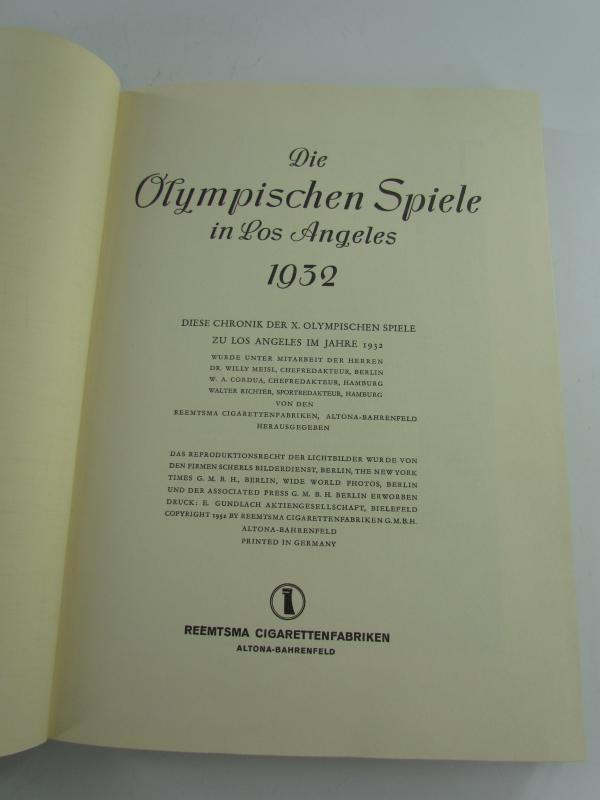 Die
Olympischen Spiele
in Los Angeles
1932
DIESE CHRONIK DER X. OLYMPISCHEN SPIELE
ZU LOS ANGELES IM JAHRE 1932
WURDE UNTER MITARBEIT DER HERREN
DR. WILLY MEISL, CHEFREDAKTEUR, BERLIN
W. A. CORDUA, CHEFREDAKTEUR, HAMBURG
WALTER RICHTER, SPORTREDAKTEUR, HAMBURG
VON DEN
REEMTSMA CIGARETTENFABRIKEN, ALTONA-BAHRENFELD
HERAUSGEGEBEN
DAS REPRODUKTIONSRECHT DER LICHTBILDER WURDE VON
DEN FIRMEN SCHERLS BILDERDIENST, BERLIN, THE NEW YORK
TIMES G. M. B. H., BERLIN, WIDE WORLD PHOTOS, BERLIN
UND DER ASSOCIATED PRESS G. M. B. H. BERLIN ERWORBEN
DRUCK: E. GUNDLACH AKTIENGESELLSCHAFT, BIELEFELD
COPYRIGHT 1932 BY REEMTSMA CIGARETTENFABRIKEN G.M.B.H.
ALTONA-BAHRENFELD
PRINTED IN GERMANY
REEMTSMA CIGARETTENFABRIKEN
ALTONA-BAHRENFELD